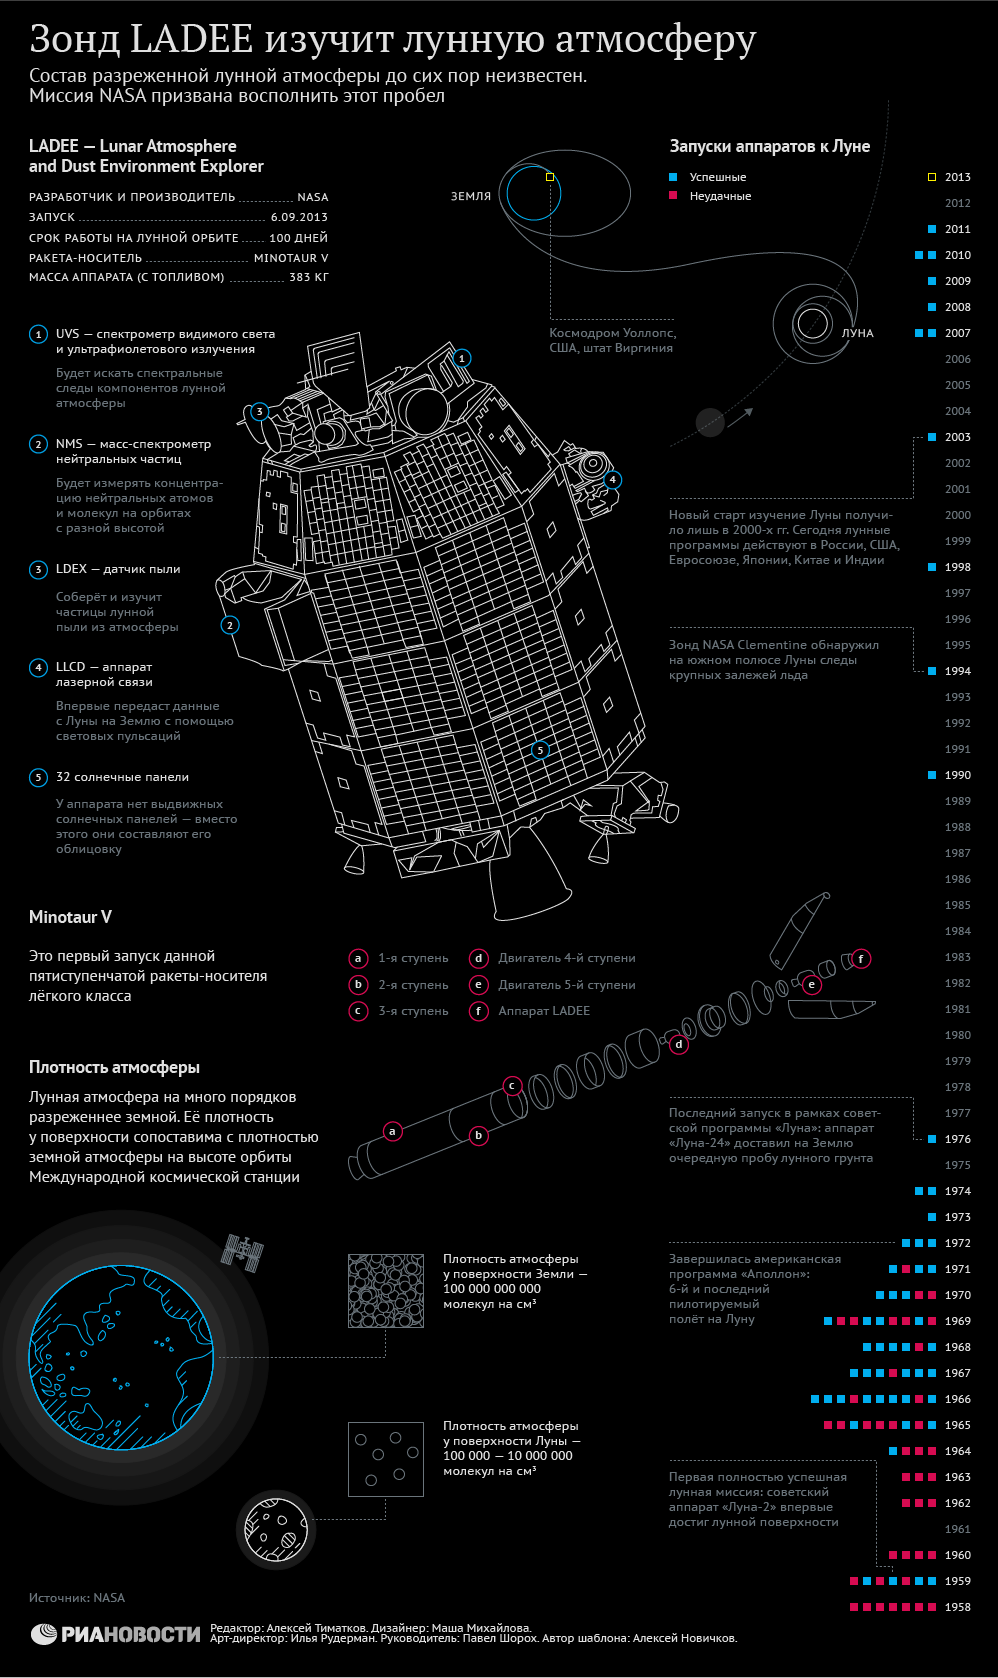 Зонд LADEE изучит лунную атмосферу
Состав разреженной лунной атмосферы до сих пор неизвестен.
Миссия NASA призвана восполнить этот пробел
LADEE — Lunar Atmosphere
and Dust Environment Explorer
РАЗРАБОТЧИК И ПРОИЗВОДИТЕЛЬ NASA
ЗАПУСК 6.09.2013
СРОК РАБОТЫ НА ЛУННОЙ ОРБИТЕ 100 ДНЕЙ
РАКЕТА-НОСИТЕЛЬ MINOTAUR V
МАССА АППАРАТА (С ТОПЛИВОМ) 383 КГ
1 UVS — спектрометр видимого света
и ультрафиолетового излучения
Будет искать спектральные
следы компонентов лунной
атмосферы
2 NMS — масс-спектрометр
нейтральных частиц
Будет измерять концентра-
цию нейтральных атомов
и молекул на орбитах
с разной высотой
3 LDEX — датчик пыли
Соберёт и изучит
частицы лунной
пыли из атмосферы
4 LLCD — аппарат
лазерной связи
Впервые передаст данные
с Луны на Землю с помощью
световых пульсаций
5 32 солнечные панели
У аппарата нет выдвижных
солнечных панелей — вместо
этого они составляют его
облицовку
1
3
4
2
5
ЗЕМЛЯ
Космодром Уоллопс,
США, штат Виргиния
ЛУНА
Запуски аппаратов к Луне
Успешные
Неудачные
2013
2012
2011
2010
2009
2008
2007
2006
2005
2004
2003
2002
2001
2000
1999
1998
1997
1996
1995
1994
1993
1992
1991
1990
1989
1988
1987
1986
1985
1984
1983
1982
1981
1980
1979
1978
1977
1976
1975
1974
1973
1972
1971
1970
1969
1968
1967
1966
1965
1964
1963
1962
1961
1960
1959
1958
Новый старт изучение Луны получи-
ло лишь в 2000-х гг. Сегодня лунные
программы действуют в России, США,
Евросоюзе, Японии, Китае и Индии
Зонд NASA Clementine обнаружил
на южном полюсе Луны следы
крупных залежей льда
Последний запуск в рамках совет-
ской программы «Луна»: аппарат
«Луна-24» доставил на Землю
очередную пробу лунного грунта
Завершилась американская
программа «Аполлон»:
6-й и последний
пилотируемый
полёт на Луну
Первая полностью успешная
лунная миссия: советский
аппарат «Луна-2» впервые
достиг лунной поверхности
Minotaur V
Это первый запуск данной
пятиступенчатой ракеты-носителя
лёгкого класса
a 1-я ступень
b 2-я ступень
c 3-я ступень
d Двигатель 4-й ступени
e Двигатель 5-й ступени
f Аппарат LADEE
f
e
d
c
a
b
Плотность атмосферы
Лунная атмосфера на много порядков
разреженнее земной. Её плотность
у поверхности сопоставима с плотностью
земной атмосферы на высоте орбиты
Международной космической станции
Плотность атмосферы
у поверхности Земли —
100 000 000 000
молекул на см³
Плотность атмосферы
у поверхности Луны —
100 000 — 10 000 000
молекул на см³
Источник: NASA
РИАНОВОСТИ
Редактор: Алексей Тиматков. Дизайнер: Маша Михайлова.
Арт-директор: Илья Рудерман. Руководитель: Павел Шорох. Автор шаблона: Алексей Новичков.